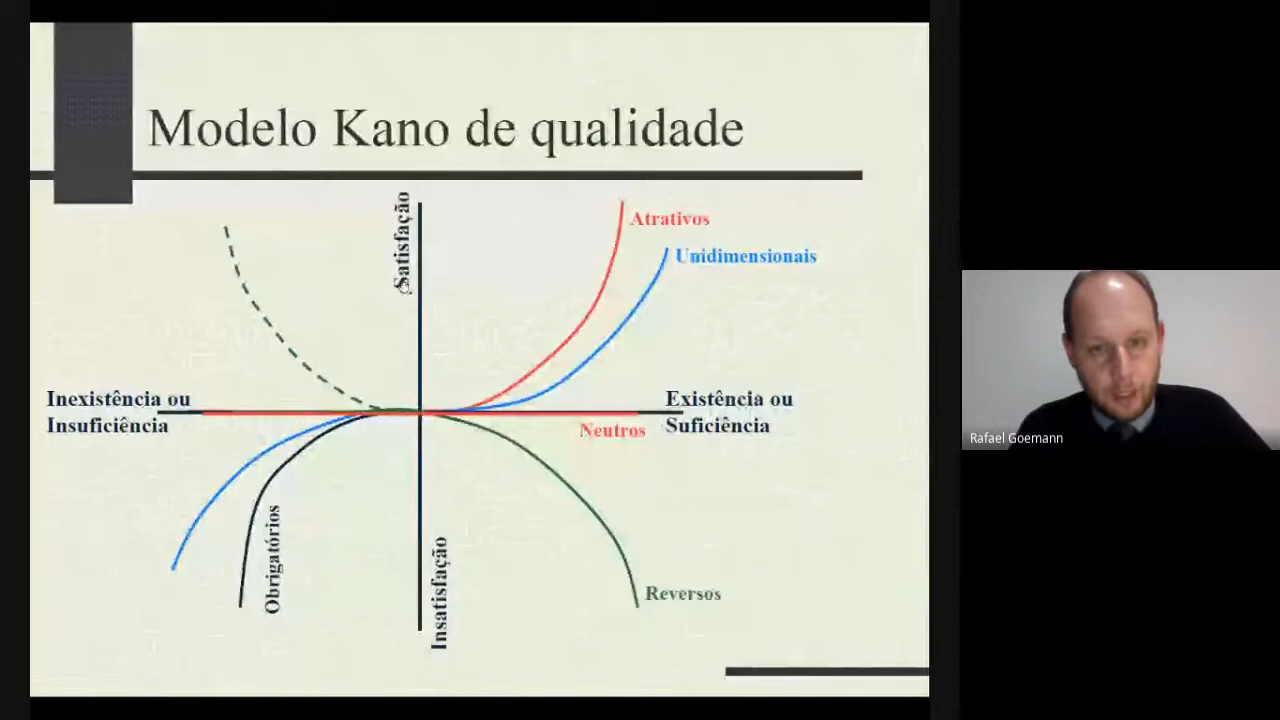 Modelo Kano de qualidade
Satisfação
Atrativos
Unidimensionais
Inexistência ou
Insuficiência
Existência ou
Suficiência
Neutros
Obrigatórios
Insatisfação
Reversos
Rafael Goemann